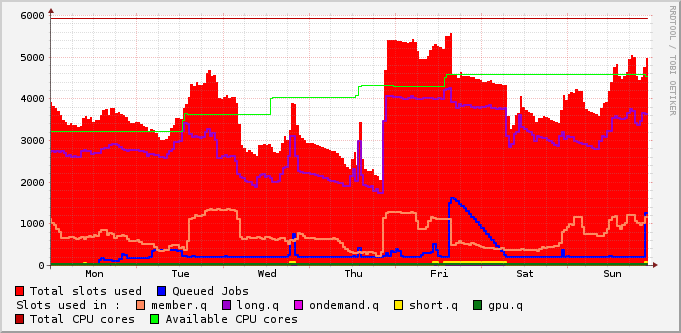 6000
5000
4000
3000
2000
1000
0
Mon Tue Wed Thu Fri Sat Sun
RRDTOOL / TOBI OETIKER
Total slots used Queued Jobs
Slots used in : member.q long.q ondemand.q short.q gpu.q
Total CPU cores Available CPU cores